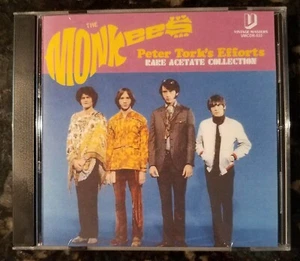 THE
MONKEES
Peter Tork's Efforts
RARE ACETATE COLLECTION